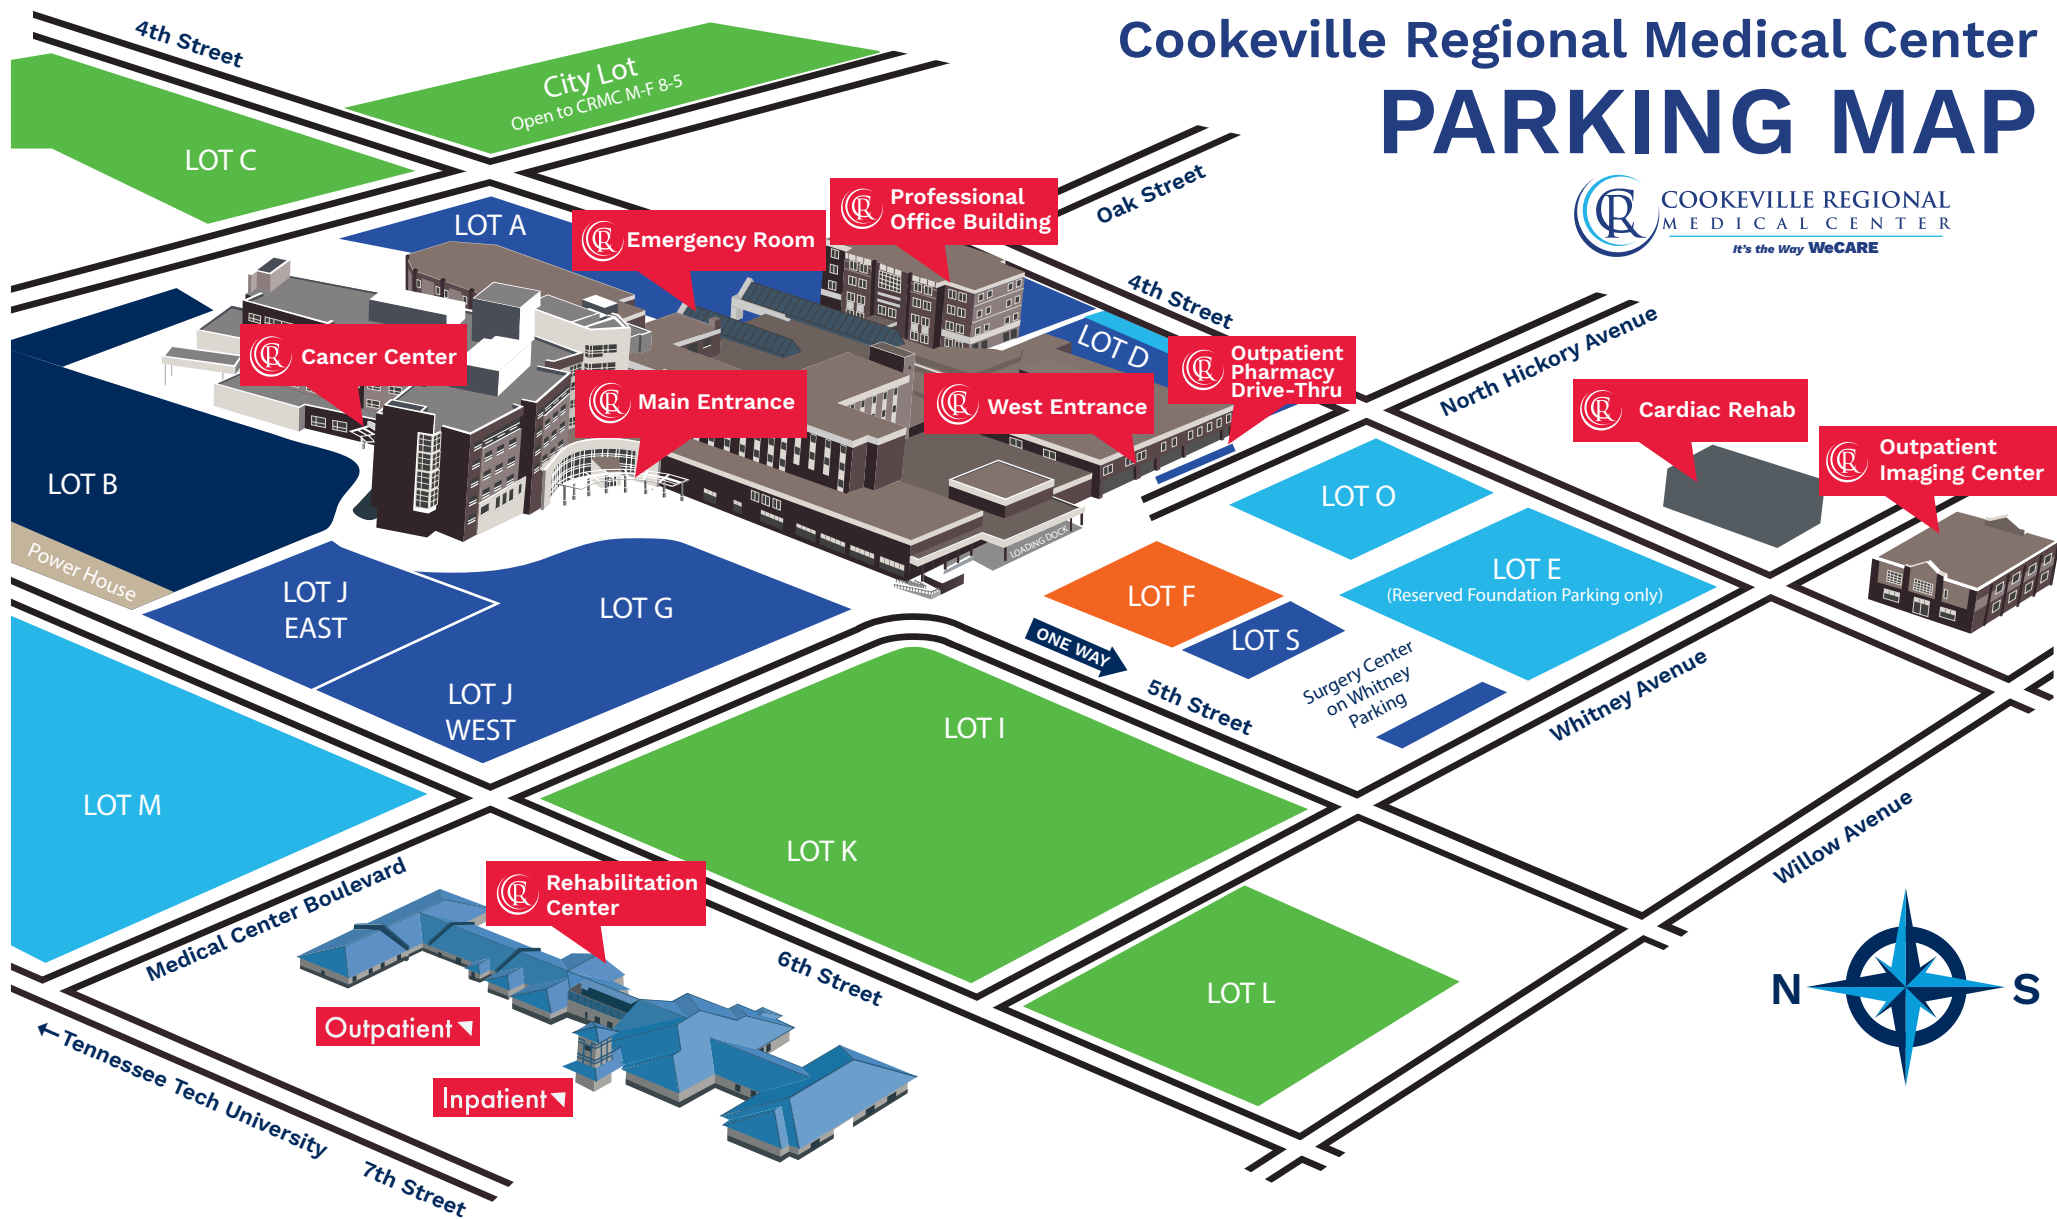 Cookeville Regional Medical Center
PARKING MAP
COOKEVILLE REGIONAL
MEDICAL CENTER
It's the Way WeCARE
4th Street
City Lot
Open to CRMC M-F 8-5
LOT C
Oak Street
LOT A
Emergency Room
Professional
Office Building
4th Street
LOT D
North Hickory Avenue
Cancer Center
Main Entrance
West Entrance
Outpatient
Pharmacy
Drive-Thru
Cardiac Rehab
Outpatient
Imaging Center
LOT B
Power House
LOT O
LOADING DOCK
LOT E
(Reserved Foundation Parking only)
LOT J
EAST
LOT G
LOT F
LOT S
ONE WAY
5th Street
Surgery Center
on Whitney
Parking
Whitney Avenue
LOT J
WEST
LOT I
LOT M
LOT K
Willow Avenue
Medical Center Boulevard
Rehabilitation
Center
6th Street
LOT L
N
S
Outpatient
Inpatient
Tennessee Tech University
7th Street